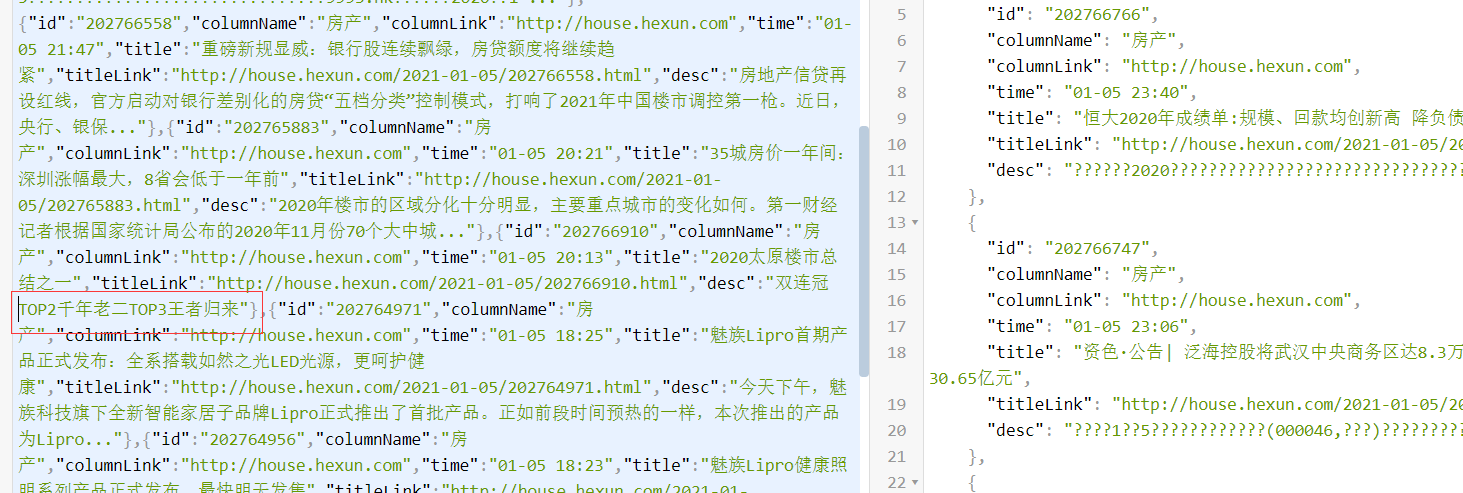 {"id":"202766558","columnName":"房产","columnLink":"http://house.hexun.com","time":"01-
05 21:47","title":"重磅新规显威：银行股连续飘绿，房贷额度将继续趋
紧","titleLink":"http://house.hexun.com/2021-01-05/202766558.html","desc":"房地产信贷再
设红线，官方启动对银行差别化的房贷“五档分类”控制模式，打响了2021年中国楼市调控第一枪。近日，
央行、银保..."},{"id":"202765883","columnName":"房
产","columnLink":"http://house.hexun.com","time":"01-05 20:21","title":"35城房价一年间：
深圳涨幅最大，8省会低于一年前","titleLink":"http://house.hexun.com/2021-01-
05/202765883.html","desc":"2020年楼市的区域分化十分明显，主要重点城市的变化如何。第一财经
记者根据国家统计局公布的2020年11月份70个大中城..."},{"id":"202766910","columnName":"房
产","columnLink":"http://house.hexun.com","time":"01-05 20:13","title":"2020太原楼市总
结之一","titleLink":"http://house.hexun.com/2021-01-05/202766910.html","desc":"双连冠
TOP2千年老二TOP3王者归来"},{"id":"202764971","columnName":"房
产","columnLink":"http://house.hexun.com","time":"01-05 18:25","title":"魅族Lipro首期产
品正式发布：全系搭载如然之光LED光源，更呵护健
康","titleLink":"http://house.hexun.com/2021-01-05/202764971.html","desc":"今天下午，魅
族科技旗下全新智能家居子品牌Lipro正式推出了首批产品。正如前段时间预热的一样，本次推出的产品
为Lipro..."},{"id":"202764956","columnName":"房
产","columnLink":"http://house.hexun.com","time":"01-05 18:23","title":"魅族Lipro健康照
明系列产品正式发布，最快明天发售","titleLink":"http://house.hexun.com/2021-01-
5 "id": "202766766",
6 "columnName": "房产",
7 "columnLink": "http://house.hexun.com",
8 "time": "01-05 23:40",
9 "title": "恒大2020年成绩单:规模、回款均创新高 降负债
10 "titleLink": "http://house.hexun.com/2021-01-05/20
11 "desc": "??????2020???????????????????????????????
12 },
13 {
14 "id": "202766747",
15 "columnName": "房产",
16 "columnLink": "http://house.hexun.com",
17 "time": "01-05 23:06",
18 "title": "资色·公告| 泛海控股将武汉中央商务区达8.3万
30.65亿元",
19 "titleLink": "http://house.hexun.com/2021-01-05/20
20 "desc": "????1??5????????????(000046,???)?????????
21 },
22 {